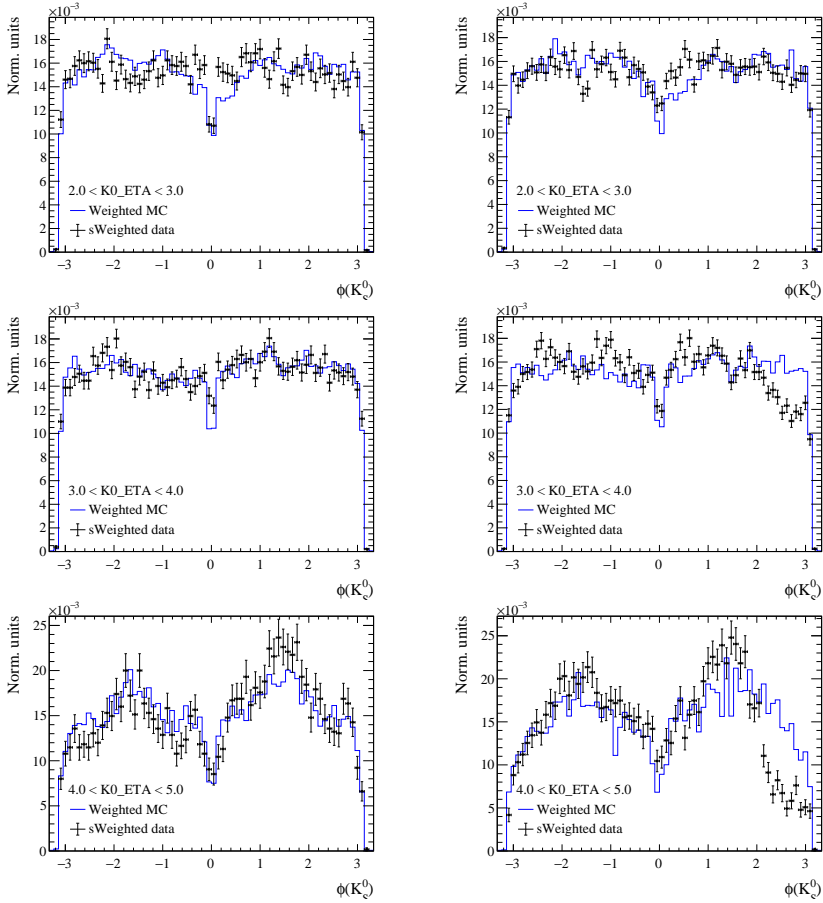 ×10⁻³
Norm. units
18
16
14
12
10
8
6
4
2
0
2.0 < K0_ETA < 3.0
Weighted MC
sWeighted data
−3 −2 −1 0 1 2 3
ϕ(K⁰ₛ)
×10⁻³
Norm. units
18
16
14
12
10
8
6
4
2
0
2.0 < K0_ETA < 3.0
Weighted MC
sWeighted data
−3 −2 −1 0 1 2 3
ϕ(K⁰ₛ)
×10⁻³
Norm. units
18
16
14
12
10
8
6
4
2
0
3.0 < K0_ETA < 4.0
Weighted MC
sWeighted data
−3 −2 −1 0 1 2 3
ϕ(K⁰ₛ)
×10⁻³
Norm. units
18
16
14
12
10
8
6
4
2
0
3.0 < K0_ETA < 4.0
Weighted MC
sWeighted data
−3 −2 −1 0 1 2 3
ϕ(K⁰ₛ)
×10⁻³
Norm. units
25
20
15
10
5
0
4.0 < K0_ETA < 5.0
Weighted MC
sWeighted data
−3 −2 −1 0 1 2 3
ϕ(K⁰ₛ)
×10⁻³
Norm. units
25
20
15
10
5
0
4.0 < K0_ETA < 5.0
Weighted MC
sWeighted data
−3 −2 −1 0 1 2 3
ϕ(K⁰ₛ)